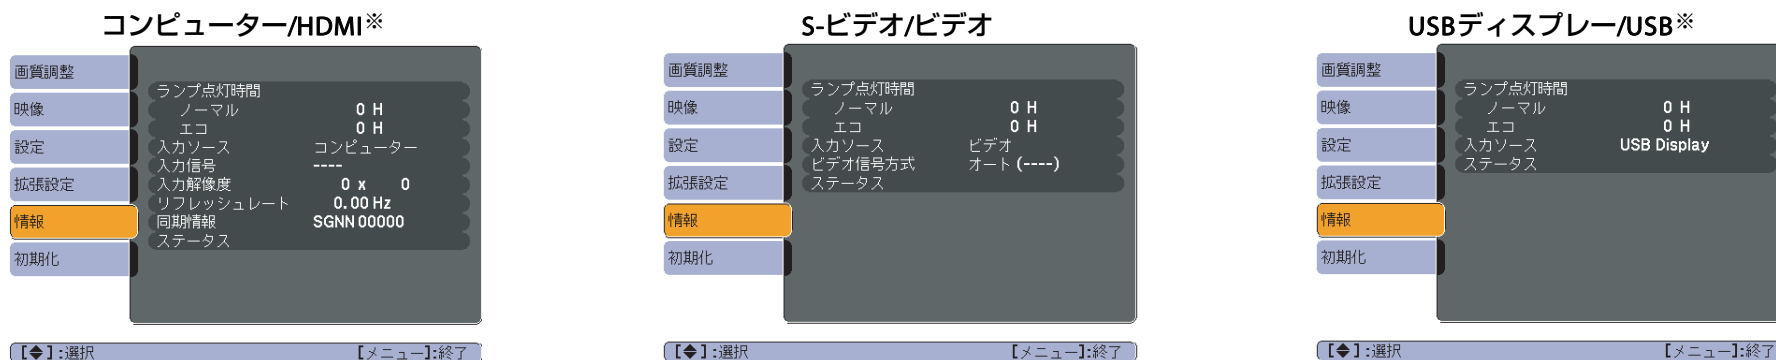 コンピューター/HDMI※
画質調整
映像
設定
拡張設定
情報
初期化
ランプ点灯時間
ノーマル 0 H
エコ 0 H
入力ソース コンピューター
入力信号 ----
入力解像度 0 x 0
リフレッシュレート 0.00 Hz
同期情報 SGNN 00000
ステータス
[◆]:選択 [メニュー]:終了
S-ビデオ/ビデオ
画質調整
映像
設定
拡張設定
情報
初期化
ランプ点灯時間
ノーマル 0 H
エコ 0 H
入力ソース ビデオ
ビデオ信号方式 オート (----)
ステータス
[◆]:選択 [メニュー]:終了
USBディスプレー/USB※
画質調整
映像
設定
拡張設定
情報
初期化
ランプ点灯時間
ノーマル 0 H
エコ 0 H
入力ソース USB Display
ステータス
[◆]:選択 [メニュー]:終了